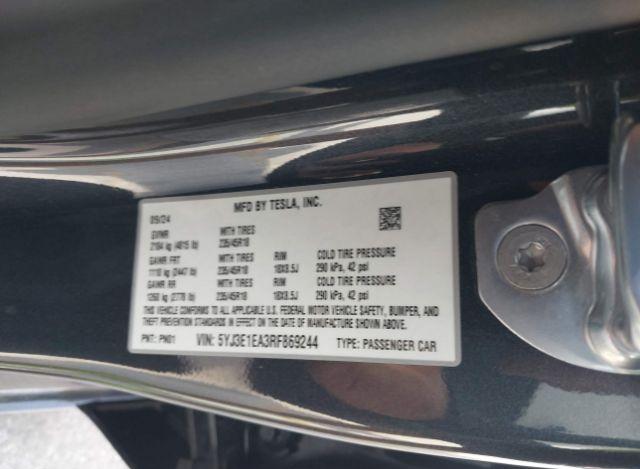 MFD BY TESLA, INC.
09/24
GVWR WITH TIRES
2184 kg (4815 lb) 235/45R18
GAWR FRT WITH TIRES RIM COLD TIRE PRESSURE
1110 kg (2447 lb) 235/45R18 18X8.5J 290 kPa, 42 psi
GAWR RR WITH TIRES RIM COLD TIRE PRESSURE
1260 kg (2778 lb) 235/45R18 18X8.5J 290 kPa, 42 psi
THIS VEHICLE CONFORMS TO ALL APPLICABLE U.S. FEDERAL MOTOR VEHICLE SAFETY, BUMPER, AND
THEFT PREVENTION STANDARDS IN EFFECT ON THE DATE OF MANUFACTURE SHOWN ABOVE.
PNT: PN01 VIN: 5YJ3E1EA3RF869244 TYPE: PASSENGER CAR